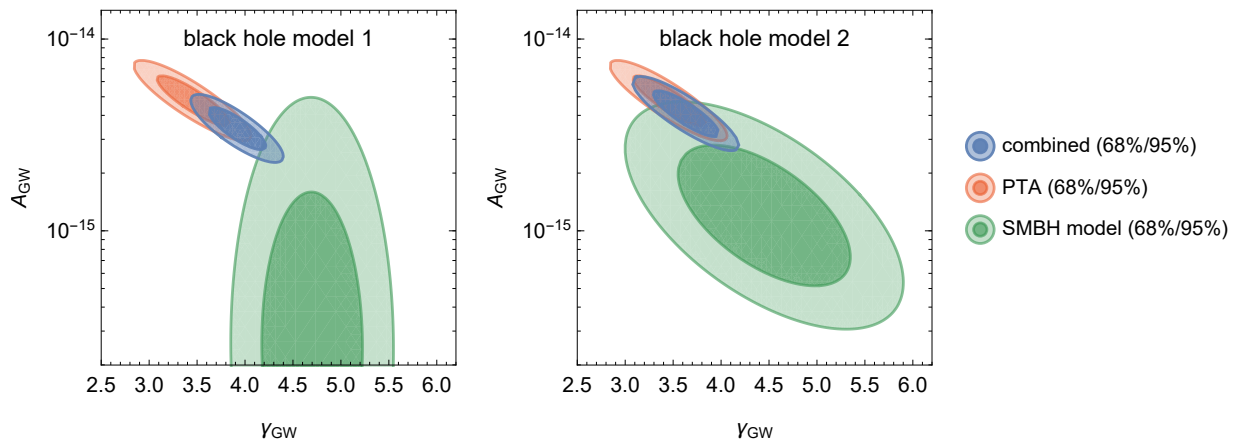 black hole model 1
10⁻¹⁴
10⁻¹⁵
A_GW
2.5 3.0 3.5 4.0 4.5 5.0 5.5 6.0
γ_GW
black hole model 2
10⁻¹⁴
10⁻¹⁵
A_GW
2.5 3.0 3.5 4.0 4.5 5.0 5.5 6.0
γ_GW
combined (68%/95%)
PTA (68%/95%)
SMBH model (68%/95%)